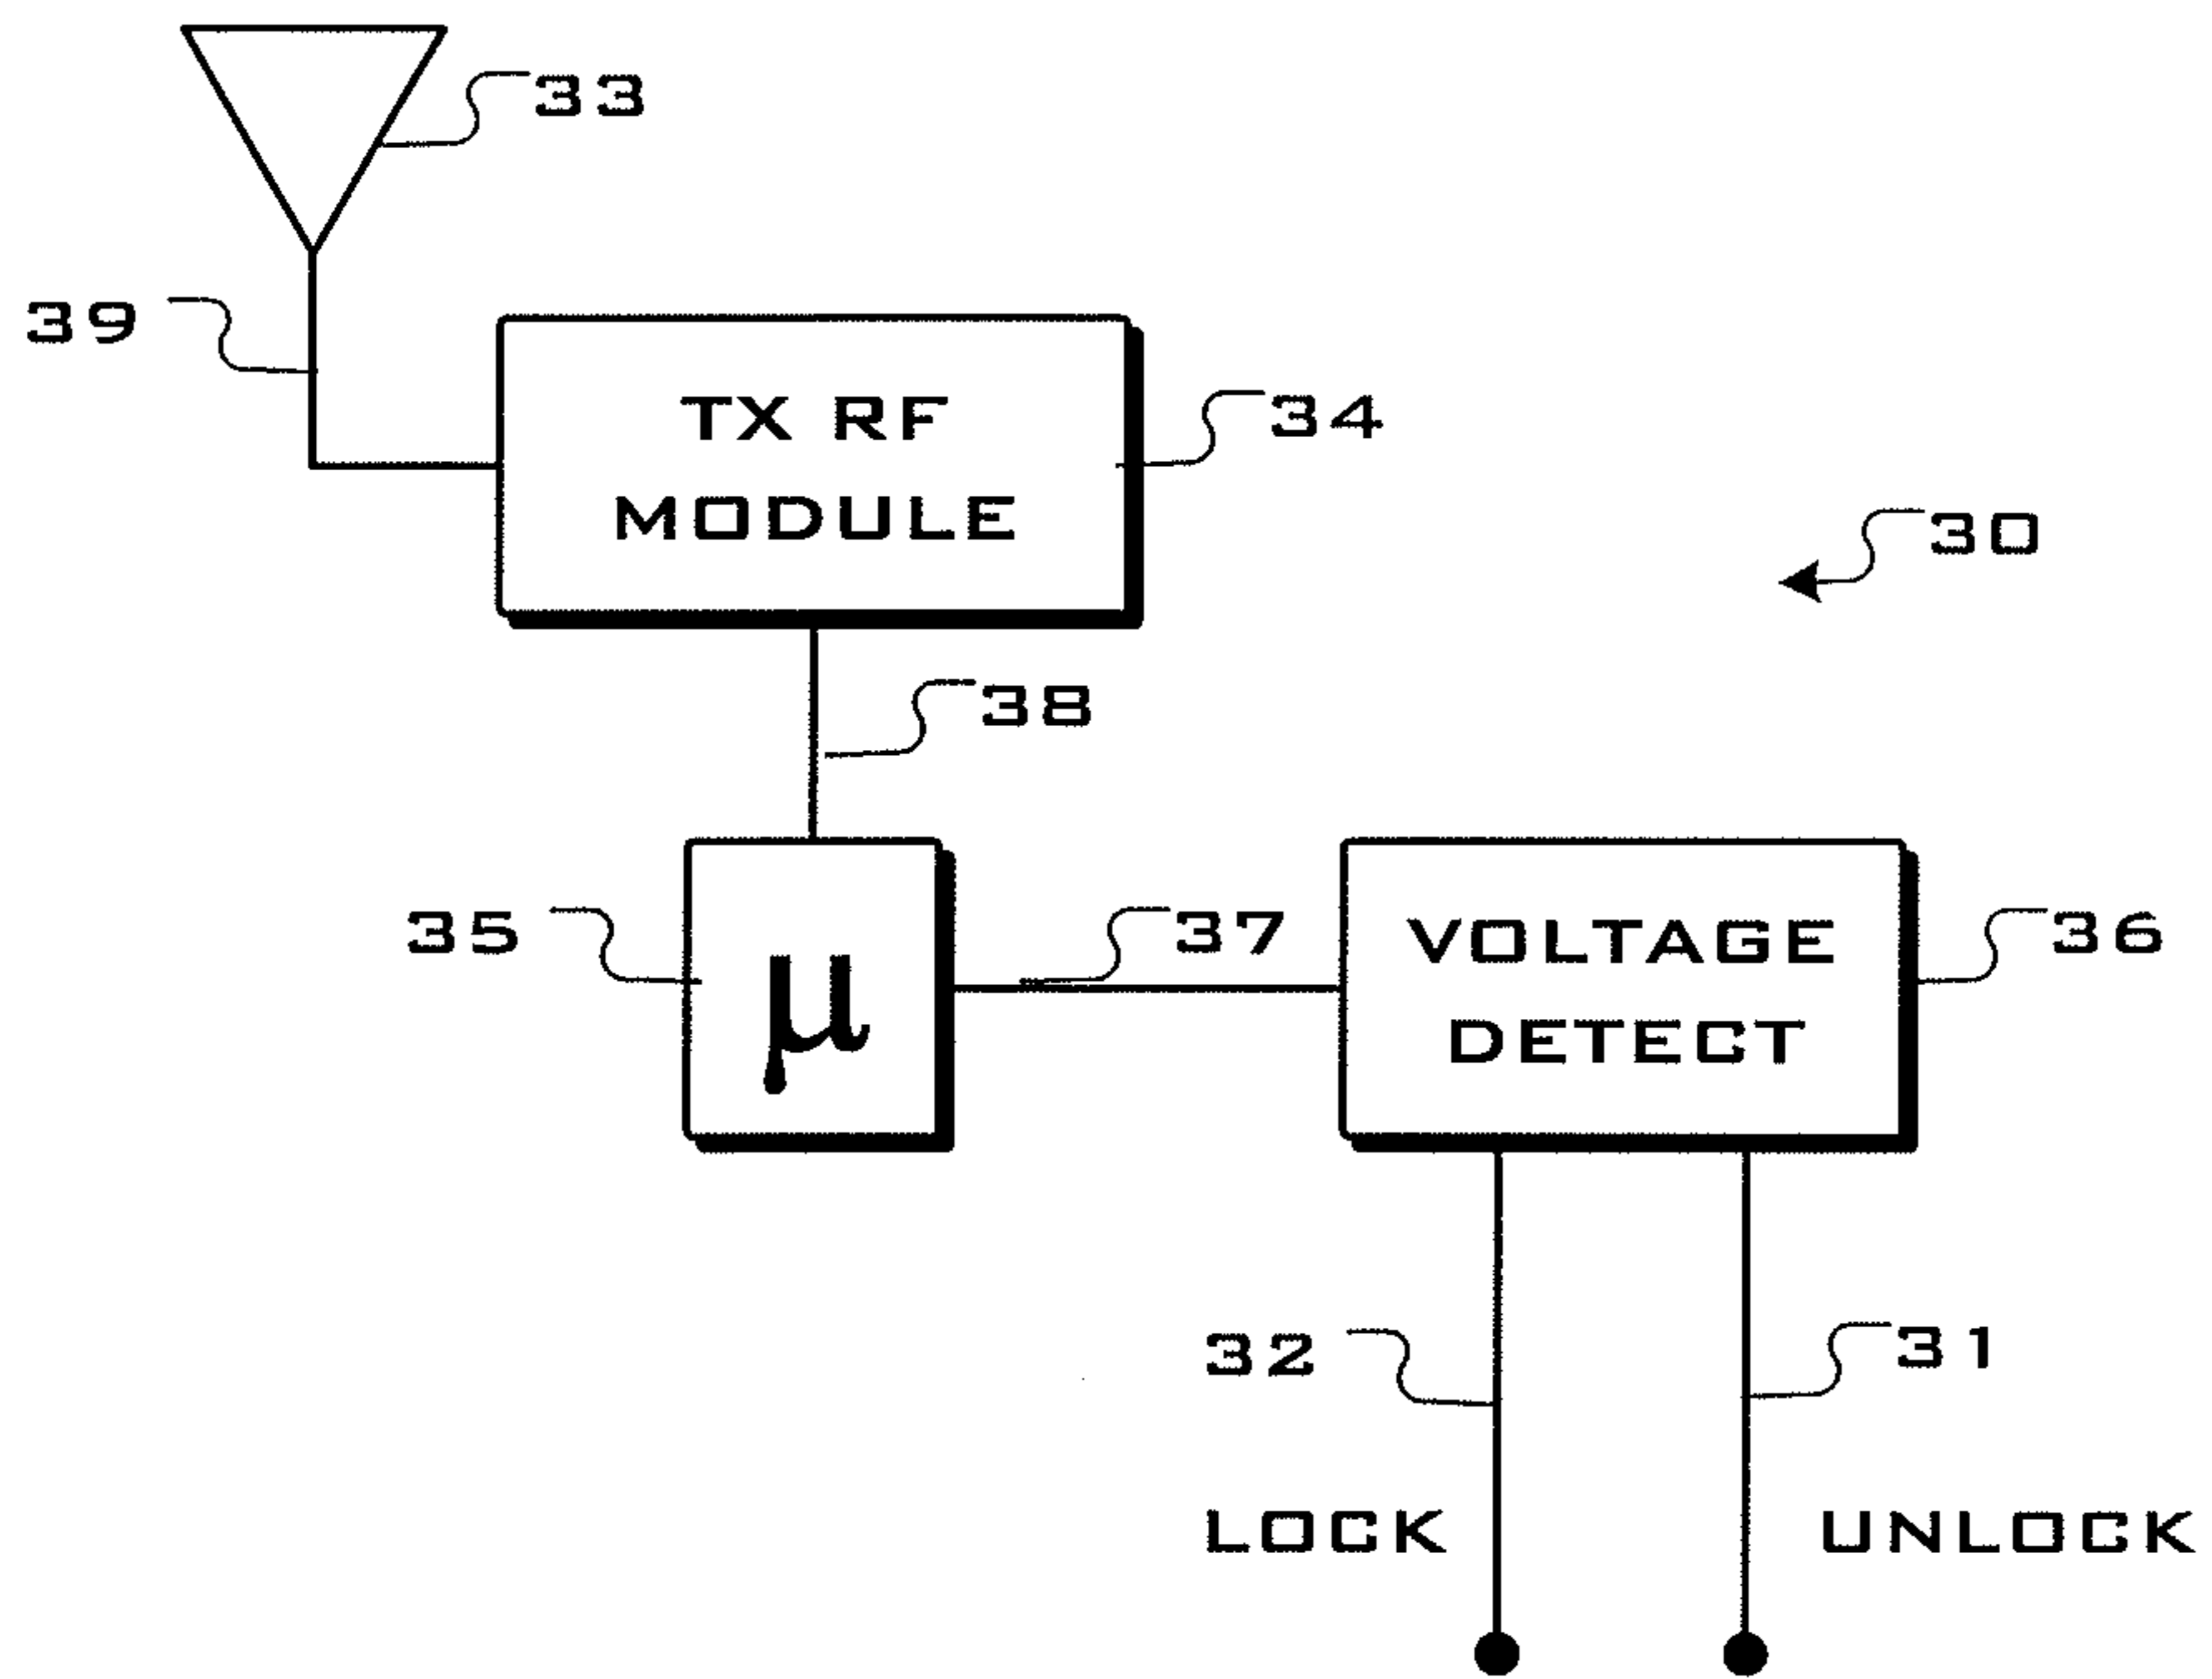 33
39
TX RF
MODULE
34
30
38
35
μ
37
VOLTAGE
DETECT
36
32
31
LOCK
UNLOCK